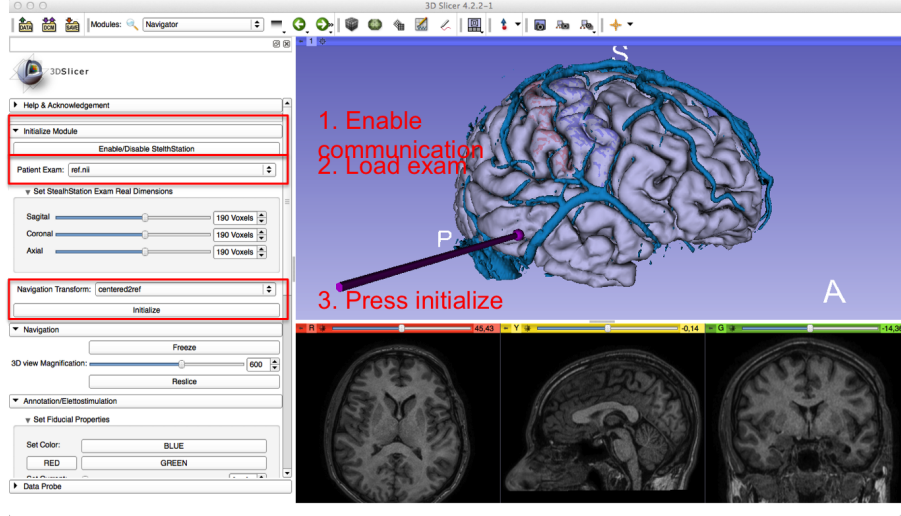 3D Slicer 4.2.2-1
DATA DCM SAVE Modules: Navigator
1
3DSlicer
Help & Acknowledgement
Initialize Module
Enable/Disable StelthStation
Patient Exam: ref.nii
Set StealhStation Exam Real Dimensions
Sagital 190 Voxels
Coronal 190 Voxels
Axial 190 Voxels
Navigation Transform: centered2ref
Initialize
Navigation
Freeze
3D view Magnification: 600
Reslice
Annotation/Elettostimulation
Set Fiducial Properties
Set Color: BLUE
RED GREEN
Data Probe
S
1. Enable
communication
2. Load exam
P
3. Press initialize
A
R 45,43 Y -0,14 G -14,36